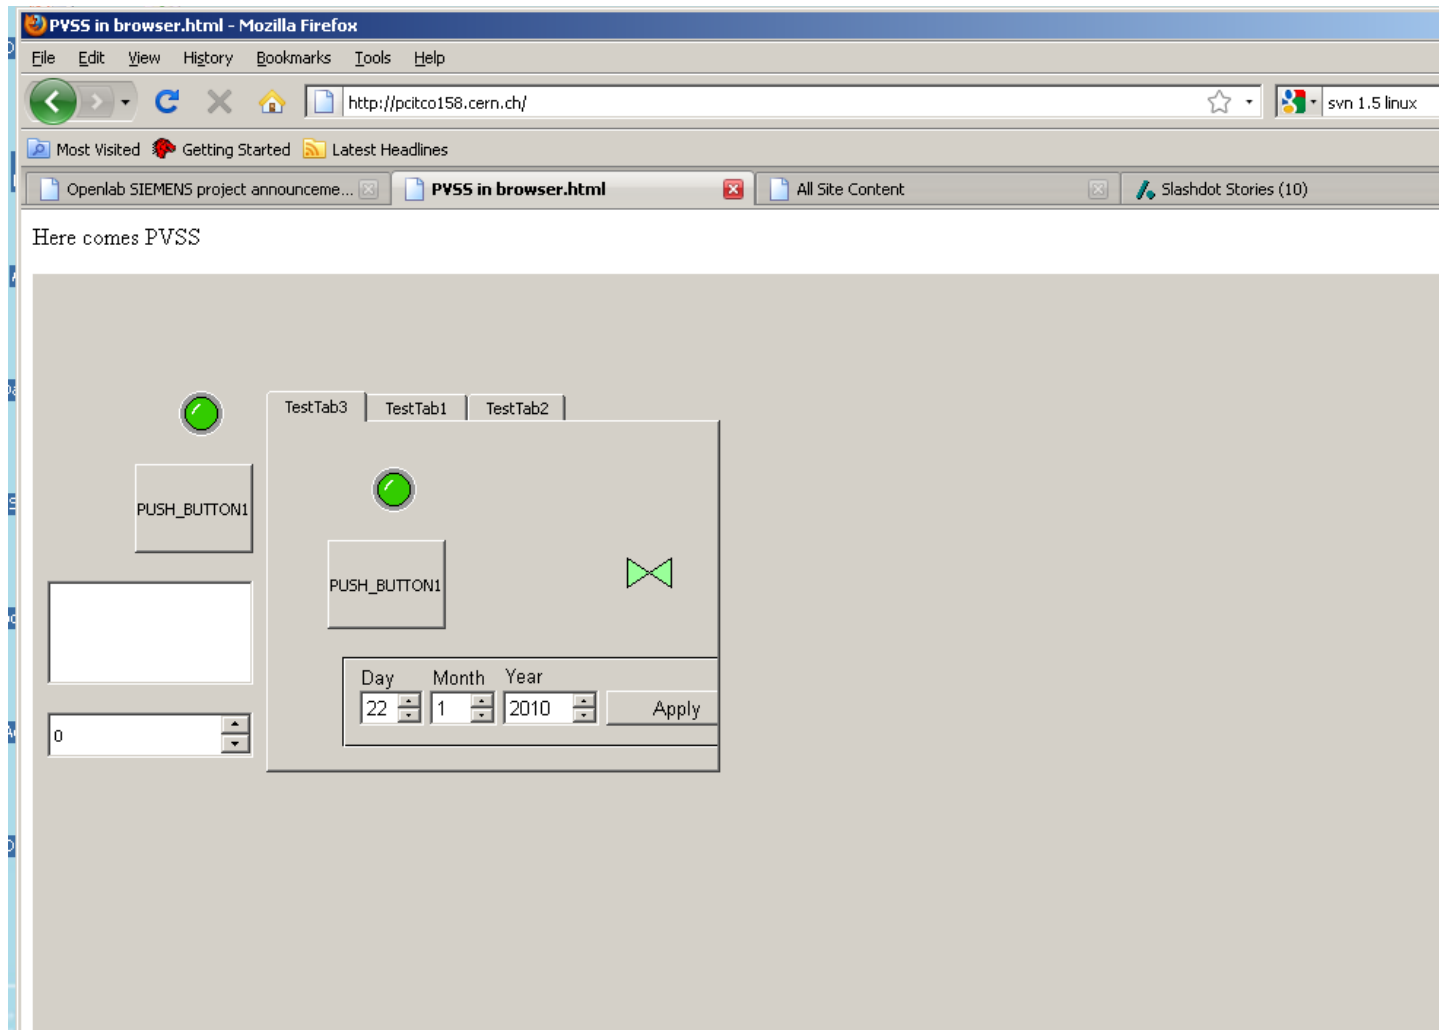 PVSS in browser.html - Mozilla Firefox
File Edit View History Bookmarks Tools Help
http://pcitco158.cern.ch/ svn 1.5 linux
Most Visited Getting Started Latest Headlines
Openlab SIEMENS project announceme... PVSS in browser.html All Site Content Slashdot Stories (10)
Here comes PVSS
TestTab3 TestTab1 TestTab2
PUSH_BUTTON1
PUSH_BUTTON1
Day Month Year
22 1 2010 Apply
0